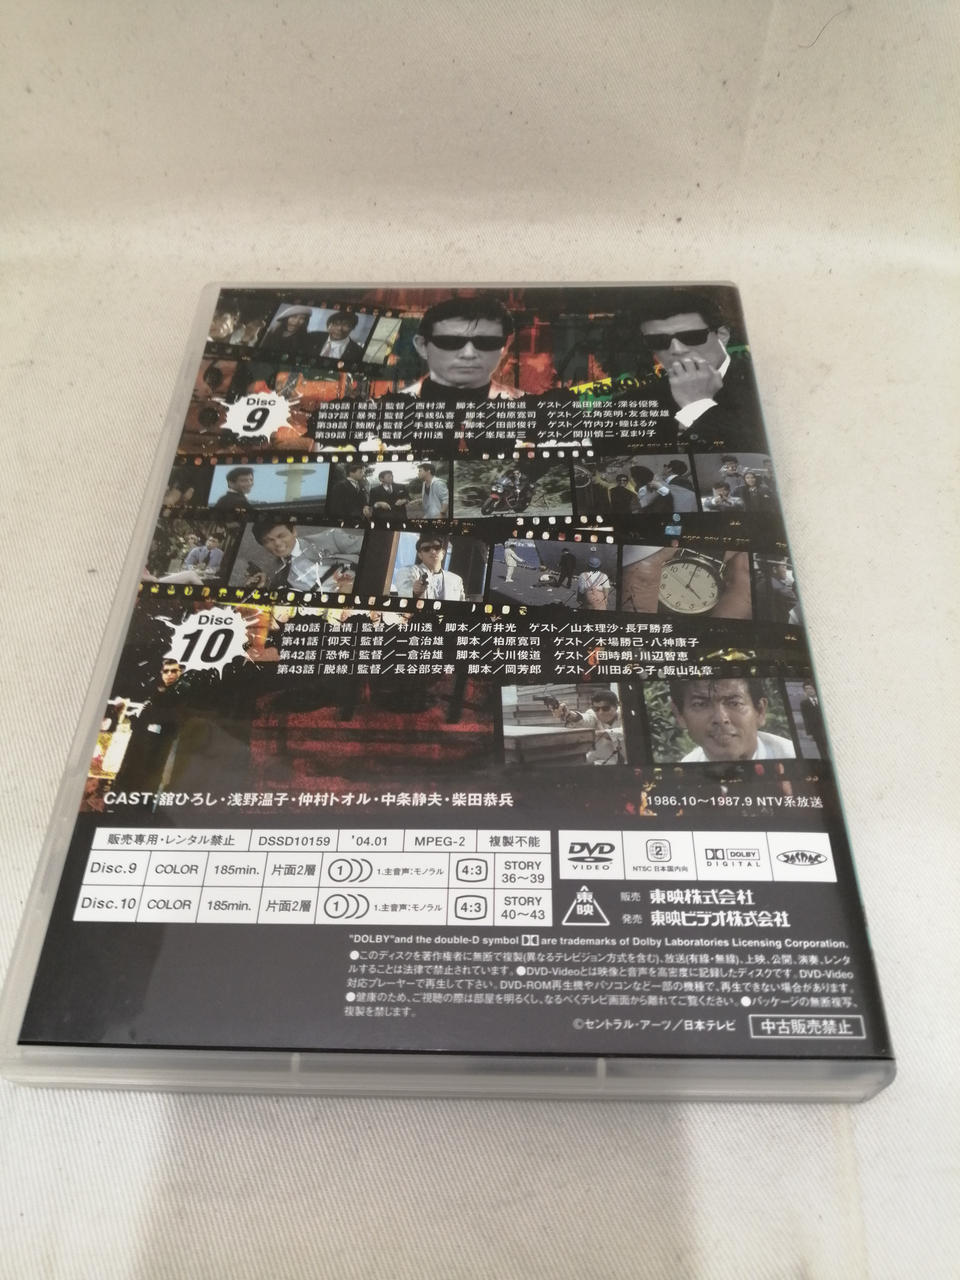 Disc 9
第36話「疑惑」監督／西村潔 脚本／大川俊道 ゲスト／福田健次・深谷俊隆
第37話「暴発」監督／手銭弘喜 脚本／柏原寛司 ゲスト／江角英明・友金敏雄
第38話「独断」監督／手銭弘喜 脚本／田部俊行 ゲスト／竹内力・瞳はるか
第39話「迷走」監督／村川透 脚本／峯尾基三 ゲスト／関川慎二・夏まり子
Disc 10
第40話「温情」監督／村川透 脚本／新井光 ゲスト／山本理沙・長戸勝彦
第41話「仰天」監督／一倉治雄 脚本／柏原寛司 ゲスト／木場勝己・八神康子
第42話「恐怖」監督／一倉治雄 脚本／大川俊道 ゲスト／団時朗・川辺智恵
第43話「脱線」監督／長谷部安春 脚本／岡芳郎 ゲスト／川田あつ子・飯山弘章
CAST：舘ひろし・浅野温子・仲村トオル・中条静夫・柴田恭兵
1986.10〜1987.9 NTV系放送
販売専用・レンタル禁止 DSSD10159 '04.01 MPEG-2 複製不能
Disc.9 COLOR 185min. 片面2層 1 1.主音声：モノラル 4:3 STORY 36〜39
Disc.10 COLOR 185min. 片面2層 1 1.主音声：モノラル 4:3 STORY 40〜43
DVD VIDEO 2 NTSC 日本国内向 DOLBY DIGITAL JASRAC
東映 販売 東映株式会社
発売 東映ビデオ株式会社
"DOLBY"and the double-D symbol are trademarks of Dolby Laboratories Licensing Corporation.
●このディスクを著作権者に無断で複製(異なるテレビジョン方式を含む)、放送(有線・無線)、上映、公開、演奏、レンタ
ルすることは法律で禁止されています。●DVD-Videoとは映像と音声を高密度に記録したディスクです。DVD-Video
対応プレーヤーで再生して下さい。DVD-ROM再生機やパソコンなど一部の機種で、再生できない場合があります。
●健康のため、ご視聴の際は部屋を明るくし、なるべくテレビ画面から離れてご覧ください。●パッケージの無断複写、
複製を禁じます。
©セントラル・アーツ／日本テレビ 中古販売禁止